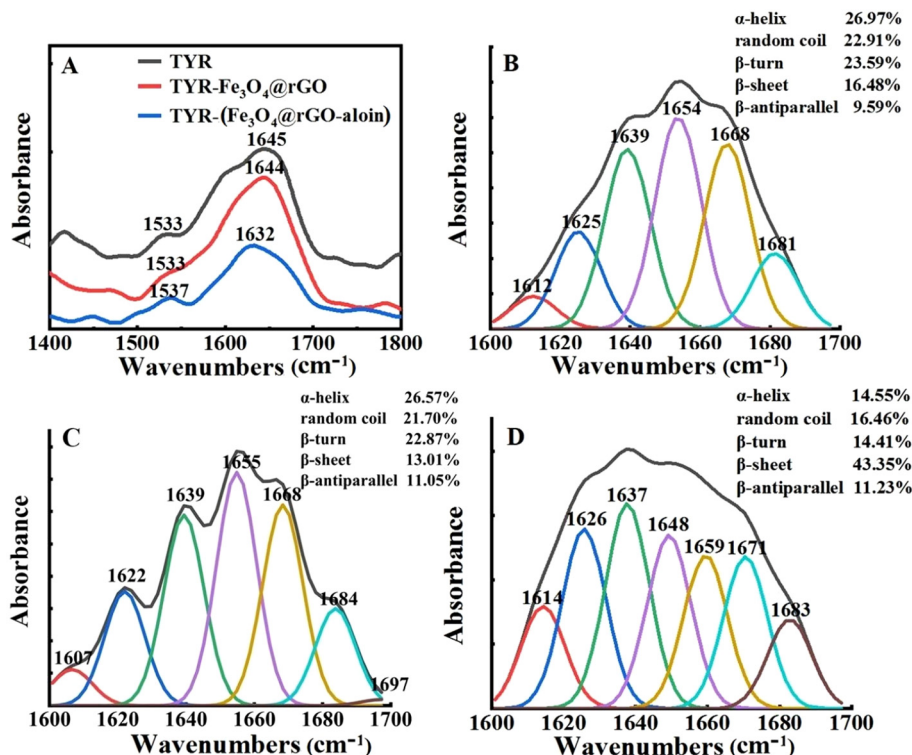 A
TYR
TYR-Fe₃O₄@rGO
TYR-(Fe₃O₄@rGO-aloin)
1645
1644
1632
1533
1533
1537
Absorbance
1400 1500 1600 1700 1800
Wavenumbers (cm⁻¹)
B
α-helix 26.97%
random coil 22.91%
β-turn 23.59%
β-sheet 16.48%
β-antiparallel 9.59%
1612
1625
1639
1654
1668
1681
Absorbance
1600 1620 1640 1660 1680 1700
Wavenumbers (cm⁻¹)
C
α-helix 26.57%
random coil 21.70%
β-turn 22.87%
β-sheet 13.01%
β-antiparallel 11.05%
1607
1622
1639
1655
1668
1684
1697
Absorbance
1600 1620 1640 1660 1680 1700
Wavenumbers (cm⁻¹)
D
α-helix 14.55%
random coil 16.46%
β-turn 14.41%
β-sheet 43.35%
β-antiparallel 11.23%
1614
1626
1637
1648
1659
1671
1683
Absorbance
1600 1620 1640 1660 1680 1700
Wavenumbers (cm⁻¹)